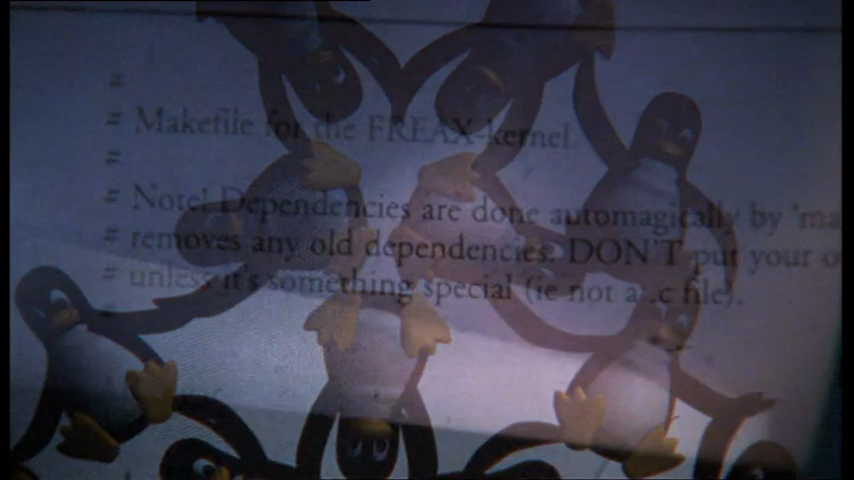 #
# Makefile for the FREAX-kernel.
#
# Note! Dependencies are done automagically by 'ma
# removes any old dependencies. DON'T put your o
# unless it's something special (ie not a .c file).
#